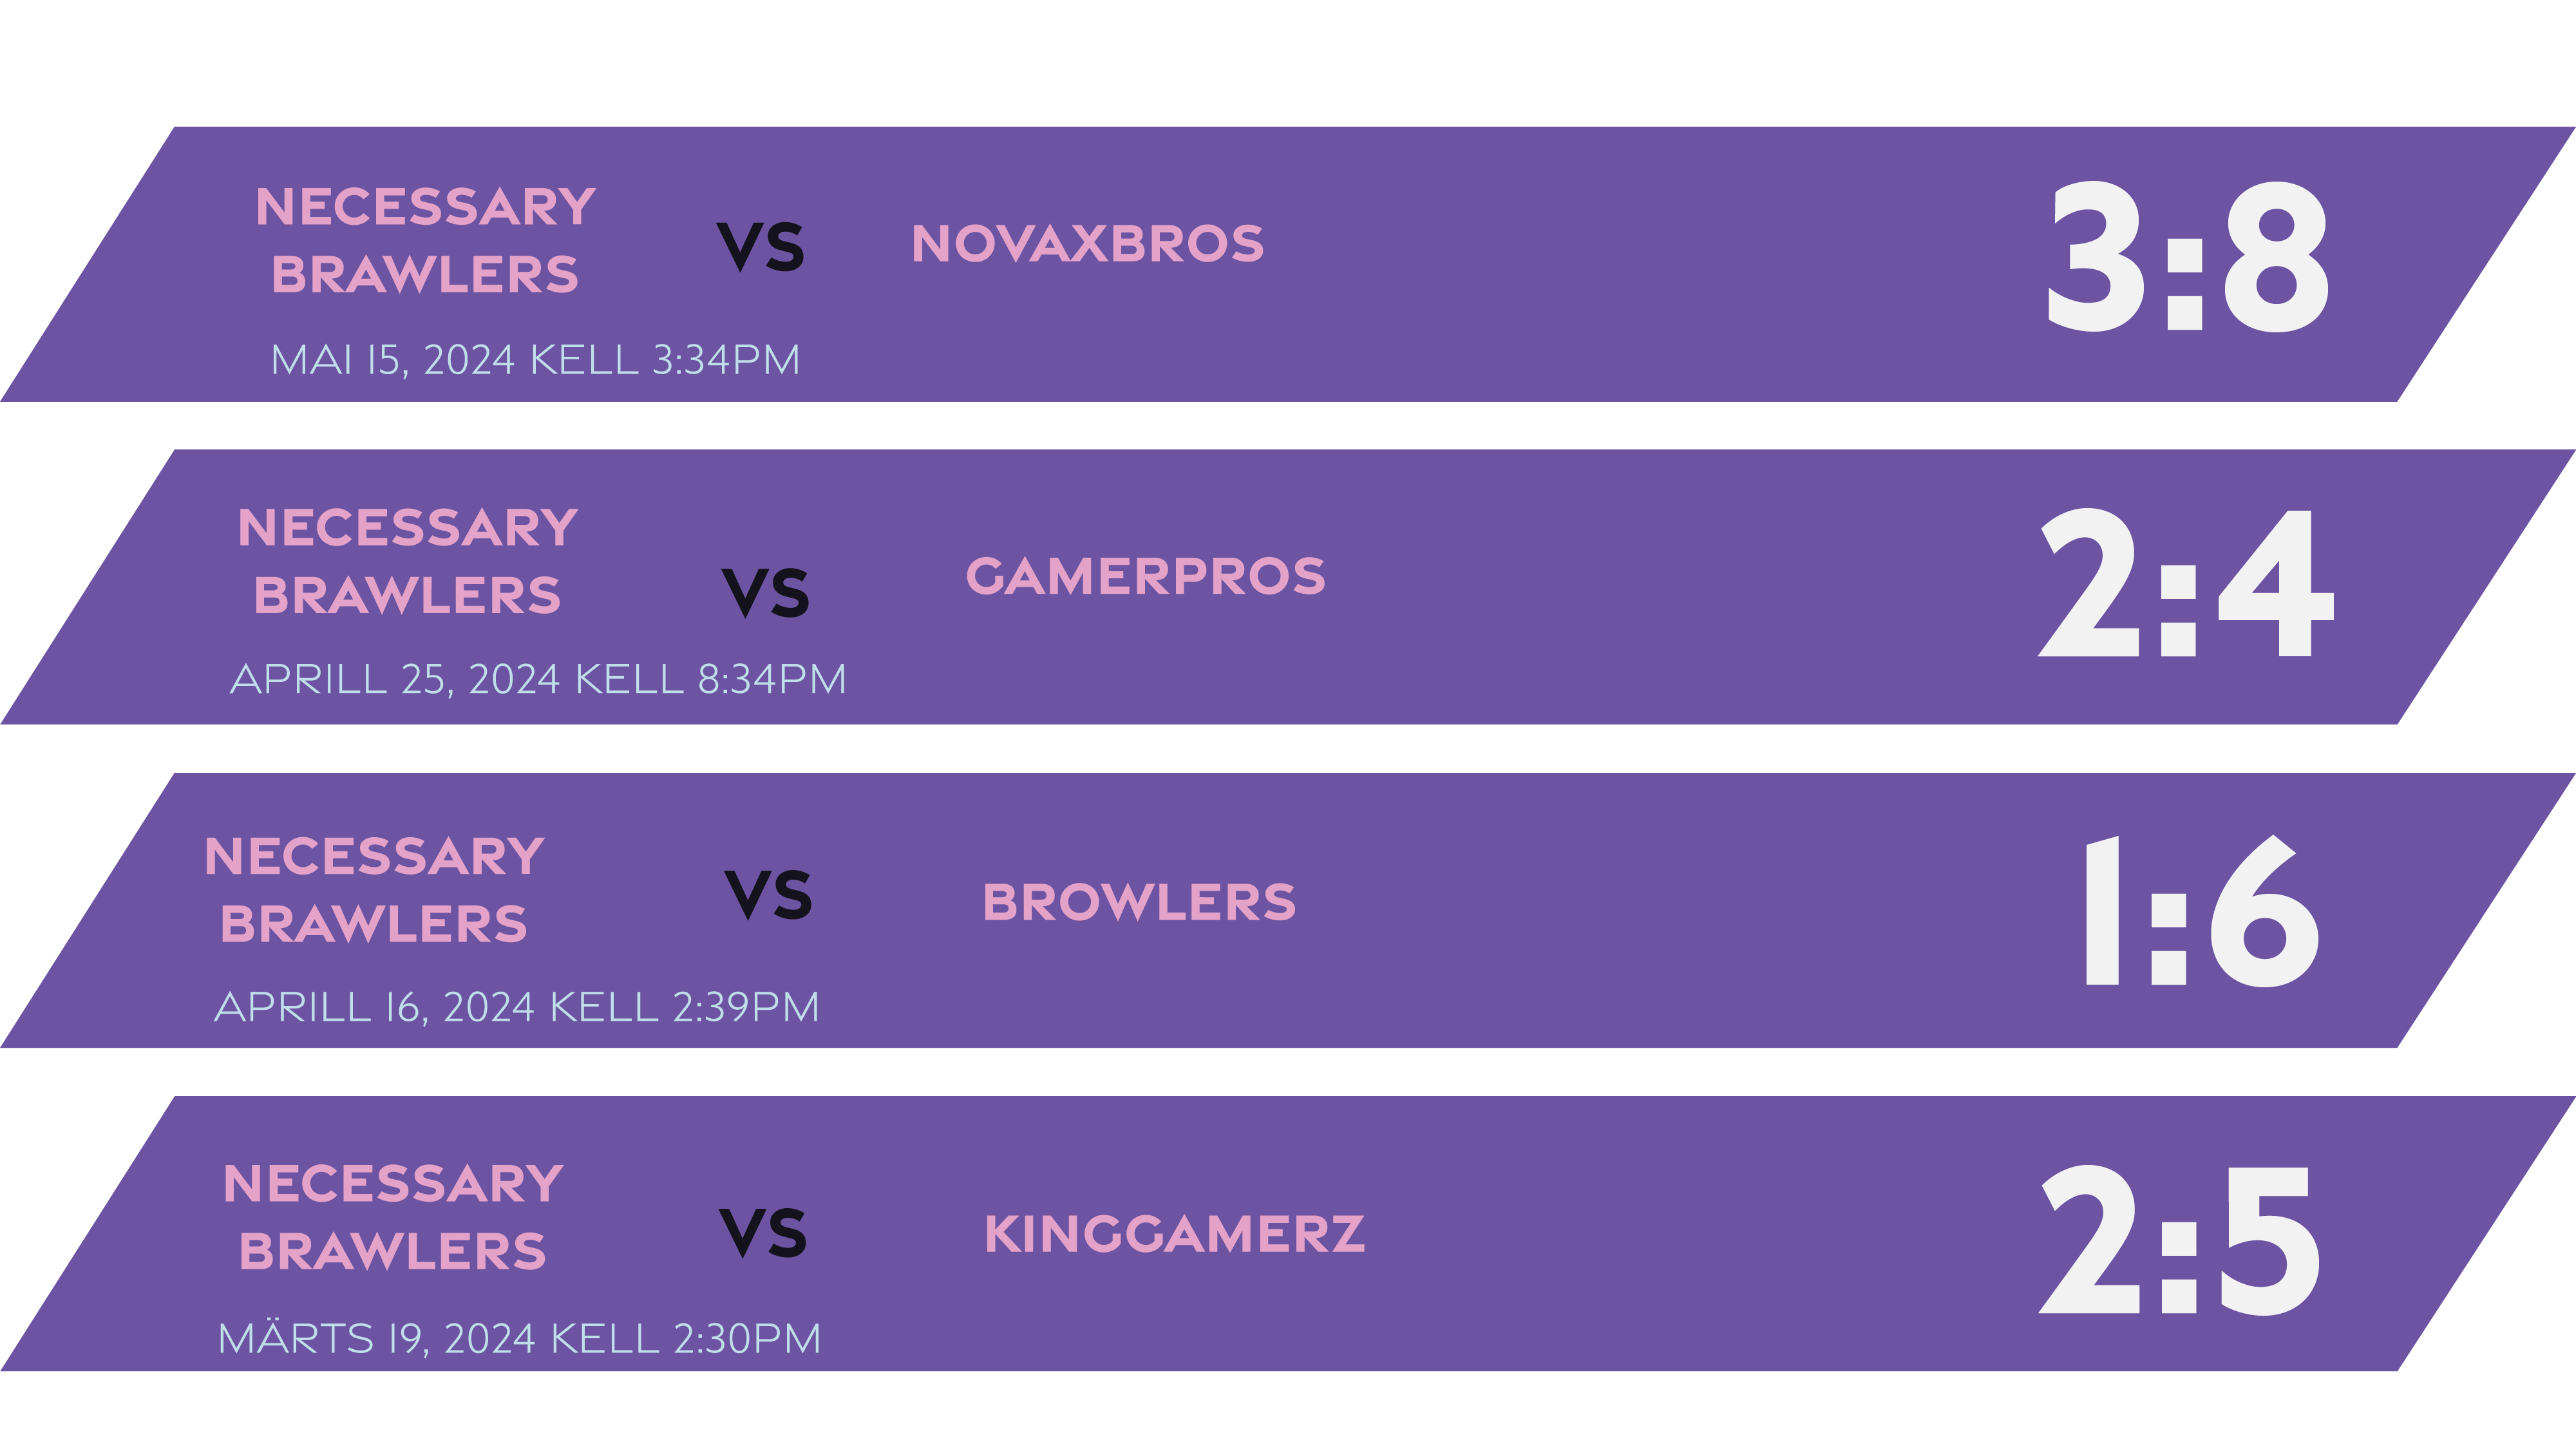 NECESSARY
BRAWLERS
VS
NOVAXBROS
3:8
MAI 15, 2024 KELL 3:34PM
NECESSARY
BRAWLERS
VS
GAMERPROS
2:4
APRILL 25, 2024 KELL 8:34PM
NECESSARY
BRAWLERS
VS
BROWLERS
1:6
APRILL 16, 2024 KELL 2:39PM
NECESSARY
BRAWLERS
VS
KINGGAMERZ
2:5
MÄRTS 19, 2024 KELL 2:30PM